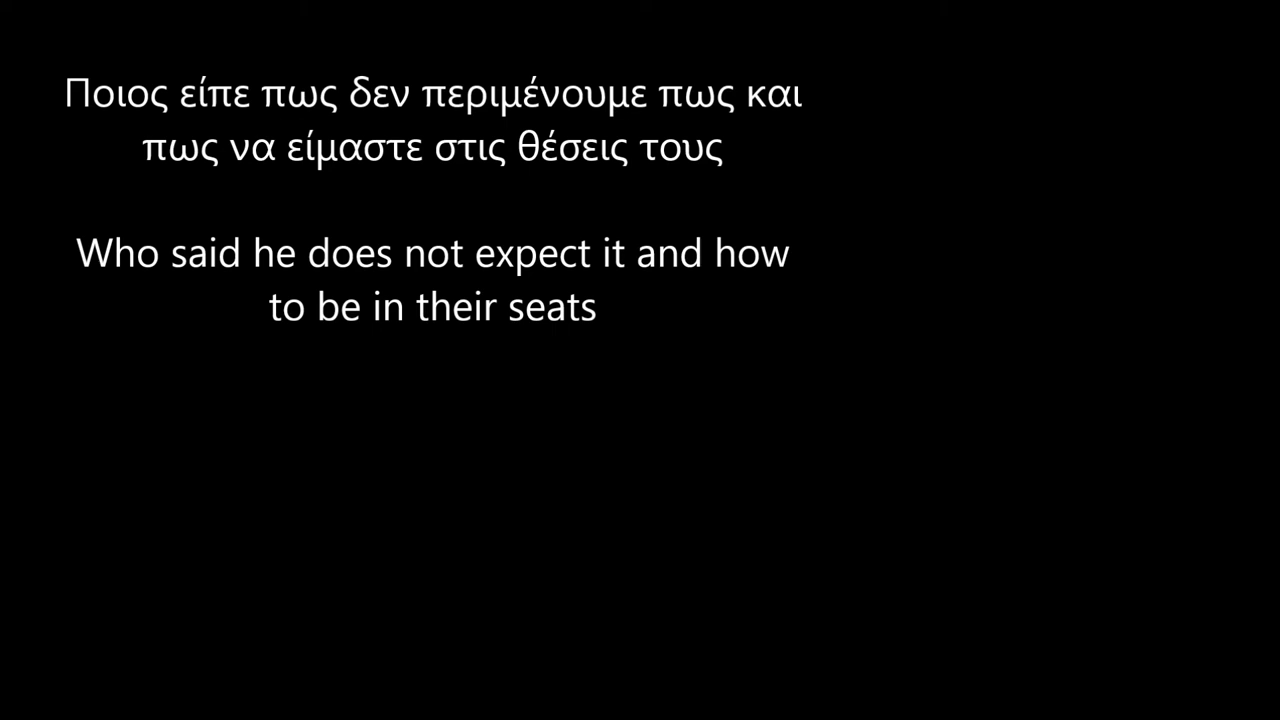 Ποιος είπε πως δεν περιμένουμε πως και
πως να είμαστε στις θέσεις τους
Who said he does not expect it and how
to be in their seats